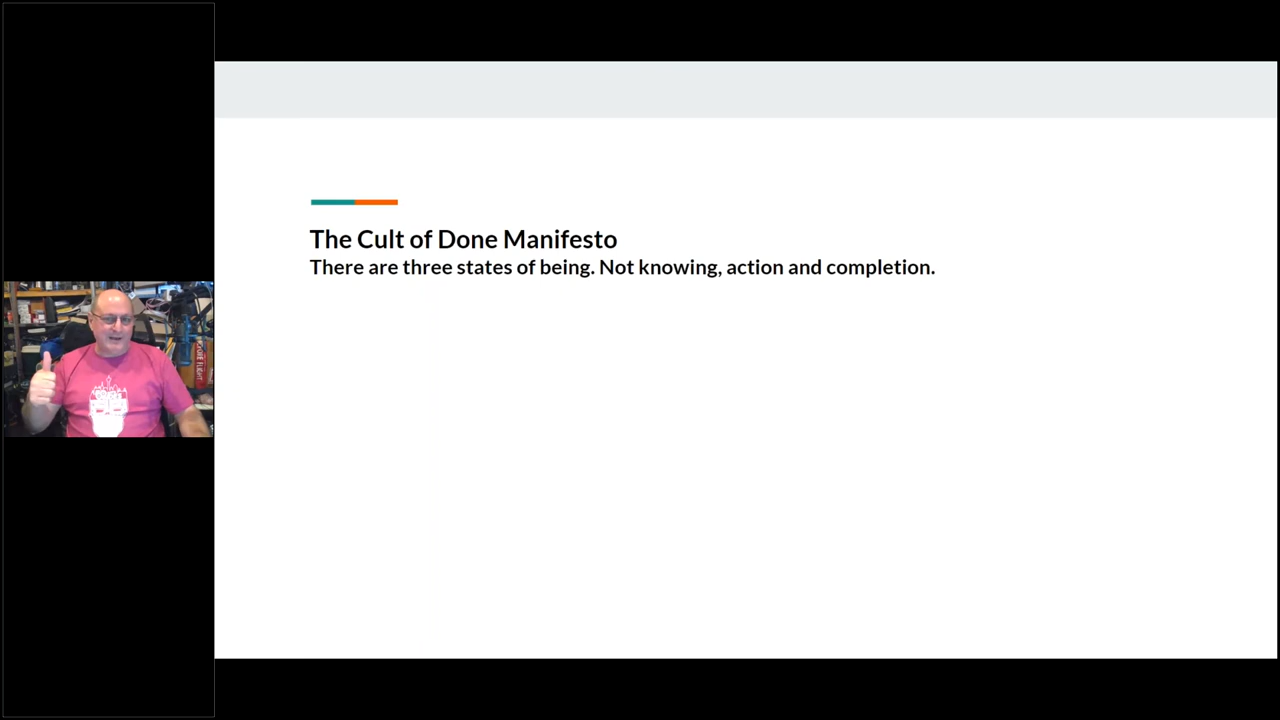 The Cult of Done Manifesto
There are three states of being. Not knowing, action and completion.